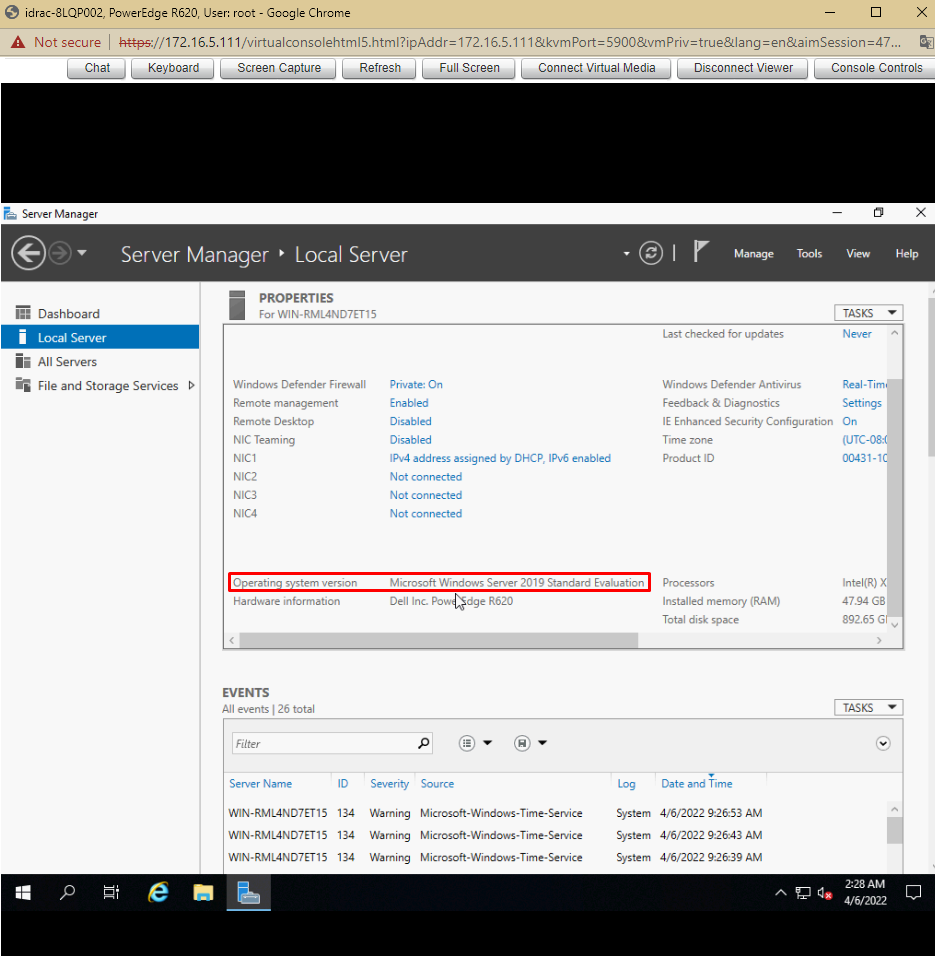 idrac-8LQP002, PowerEdge R620, User: root - Google Chrome
Not secure | https://172.16.5.111/virtualconsolehtml5.html?ipAddr=172.16.5.111&kvmPort=5900&vmPriv=true&lang=en&aimSession=47...
Chat Keyboard Screen Capture Refresh Full Screen Connect Virtual Media Disconnect Viewer Console Controls
Server Manager
Server Manager ‣ Local Server
Manage Tools View Help
Dashboard
Local Server
All Servers
File and Storage Services
PROPERTIES
For WIN-RML4ND7ET15
TASKS
Last checked for updates Never
Windows Defender Firewall Private: On Windows Defender Antivirus Real-Time
Remote management Enabled Feedback & Diagnostics Settings
Remote Desktop Disabled IE Enhanced Security Configuration On
NIC Teaming Disabled Time zone (UTC-08:0
NIC1 IPv4 address assigned by DHCP, IPv6 enabled Product ID 00431-10
NIC2 Not connected
NIC3 Not connected
NIC4 Not connected
Operating system version Microsoft Windows Server 2019 Standard Evaluation Processors Intel(R) X
Hardware information Dell Inc. PowerEdge R620 Installed memory (RAM) 47.94 GB
Total disk space 892.65 G
EVENTS
All events | 26 total
TASKS
Filter
Server Name ID Severity Source Log Date and Time
WIN-RML4ND7ET15 134 Warning Microsoft-Windows-Time-Service System 4/6/2022 9:26:53 AM
WIN-RML4ND7ET15 134 Warning Microsoft-Windows-Time-Service System 4/6/2022 9:26:43 AM
WIN-RML4ND7ET15 134 Warning Microsoft-Windows-Time-Service System 4/6/2022 9:26:39 AM
2:28 AM
4/6/2022